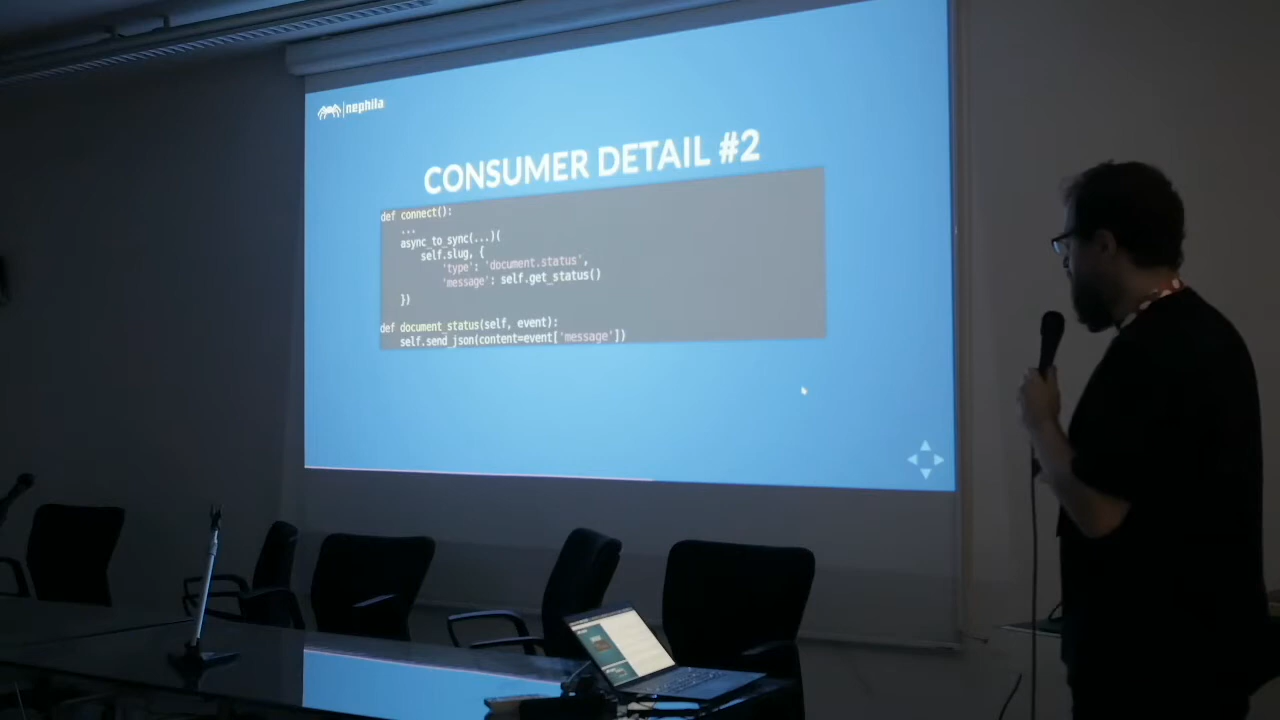 nephila
CONSUMER DETAIL #2
def connect():
    ...
    async_to_sync(...)(
        self.slug, {
            'type': 'document.status',
            'message': self.get_status()
    })
def document_status(self, event):
    self.send_json(content=event['message'])